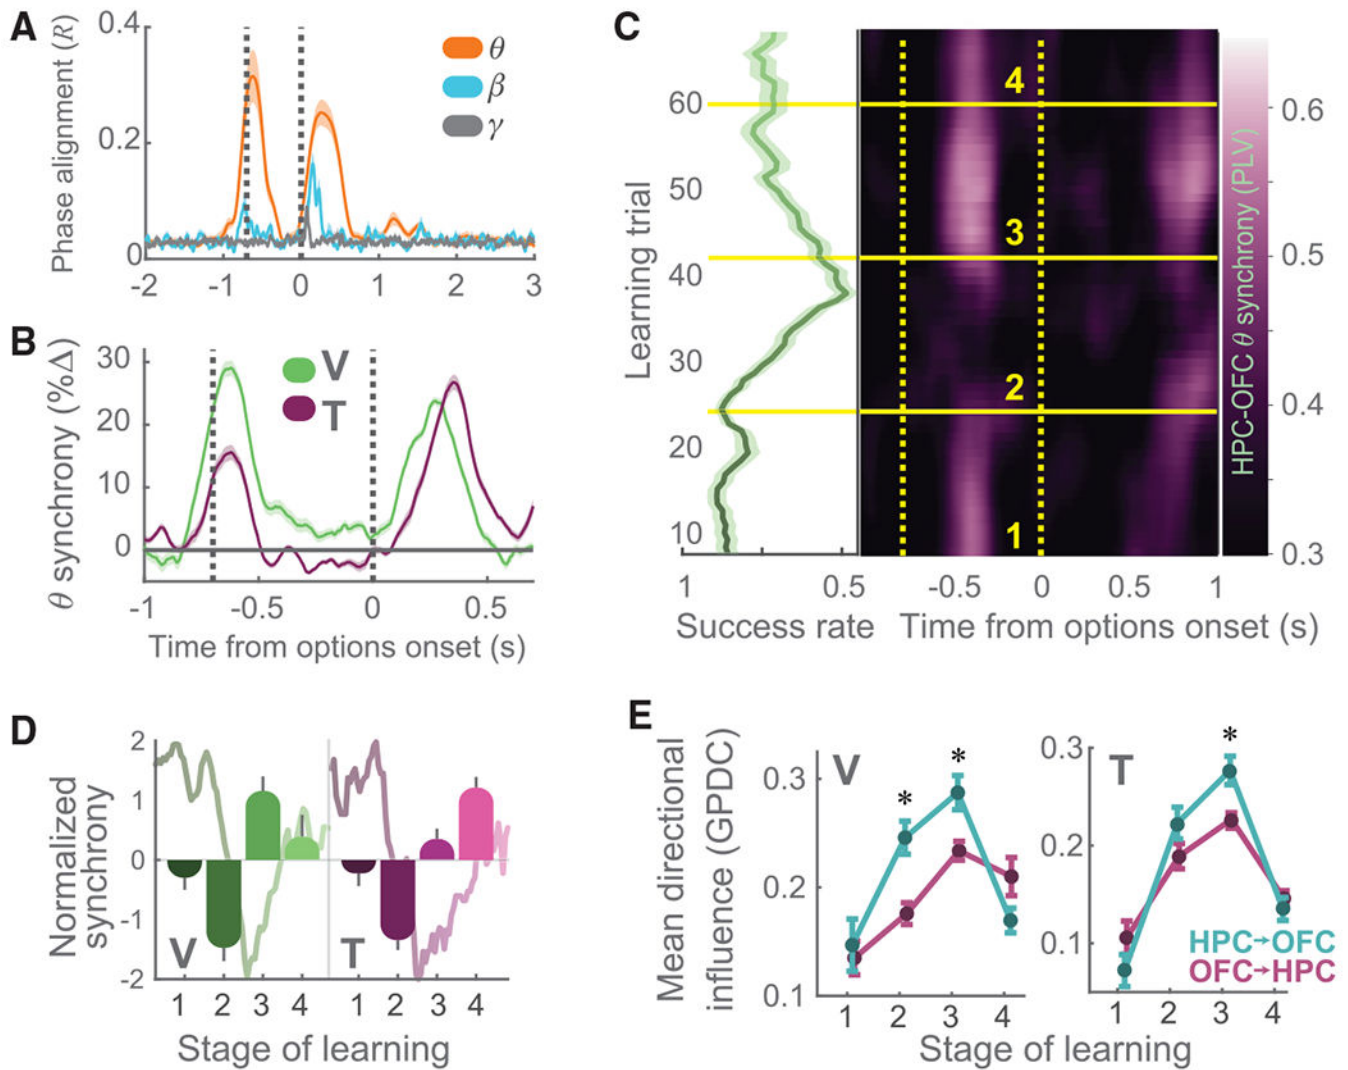 A
Phase alignment (R)
0.4
0.2
0
θ
β
γ
-2 -1 0 1 2 3
B
θ synchrony (%Δ)
30
20
10
0
V
T
-1 -0.5 0 0.5
Time from options onset (s)
C
Learning trial
60
50
40
30
20
10
4
3
2
1
1 0.5
Success rate
-0.5 0 0.5 1
Time from options onset (s)
HPC-OFC θ synchrony (PLV)
0.6
0.5
0.4
0.3
D
Normalized
synchrony
2
1
0
-1
-2
V
T
1 2 3 4 1 2 3 4
Stage of learning
E
Mean directional
influence (GPDC)
V
0.3
0.2
0.1
*
*
1 2 3 4
T
0.3
0.2
0.1
*
HPC→OFC
OFC→HPC
1 2 3 4
Stage of learning